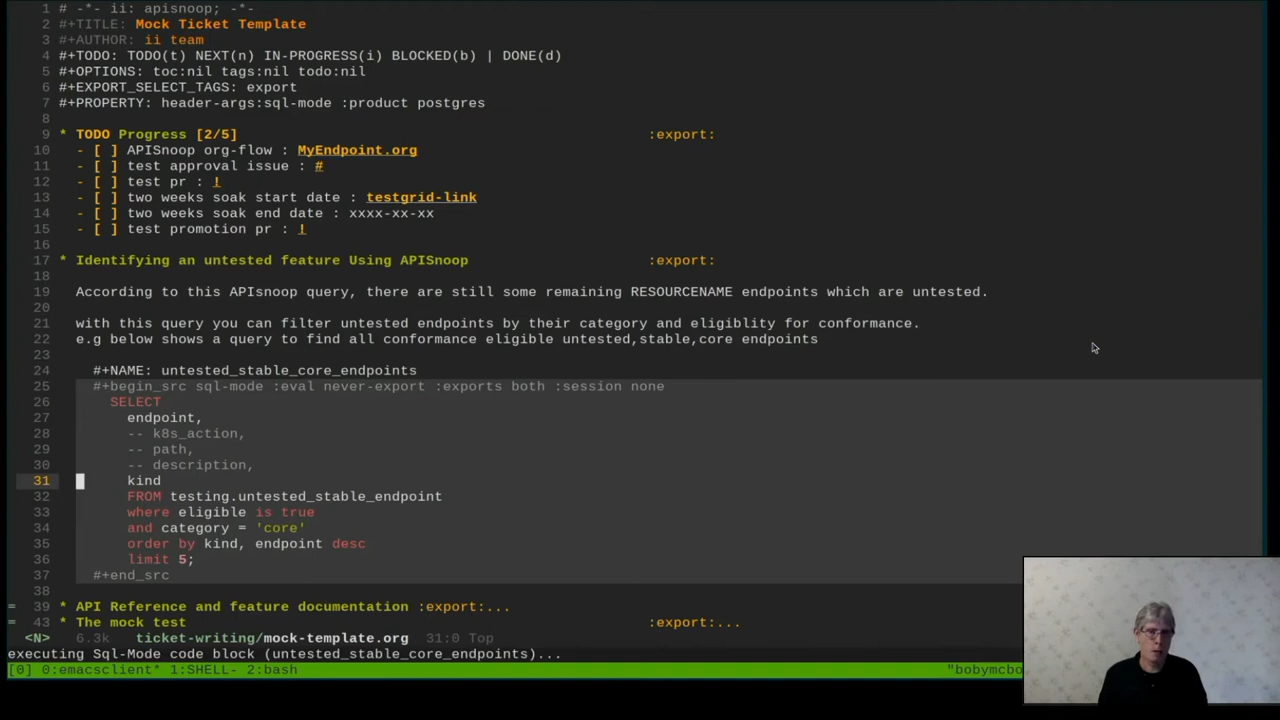 1 # -*- ii: apisnoop; -*-
2 #+TITLE: Mock Ticket Template
3 #+AUTHOR: ii team
4 #+TODO: TODO(t) NEXT(n) IN-PROGRESS(i) BLOCKED(b) | DONE(d)
5 #+OPTIONS: toc:nil tags:nil todo:nil
6 #+EXPORT_SELECT_TAGS: export
7 #+PROPERTY: header-args:sql-mode :product postgres
8
9 * TODO Progress [2/5] :export:
10 - [ ] APISnoop org-flow : MyEndpoint.org
11 - [ ] test approval issue : #
12 - [ ] test pr : !
13 - [ ] two weeks soak start date : testgrid-link
14 - [ ] two weeks soak end date : xxxx-xx-xx
15 - [ ] test promotion pr : !
16
17 * Identifying an untested feature Using APISnoop :export:
18
19 According to this APIsnoop query, there are still some remaining RESOURCENAME endpoints which are untested.
20
21 with this query you can filter untested endpoints by their category and eligiblity for conformance.
22 e.g below shows a query to find all conformance eligible untested,stable,core endpoints
23
24 #+NAME: untested_stable_core_endpoints
25 #+begin_src sql-mode :eval never-export :exports both :session none
26 SELECT
27 endpoint,
28 -- k8s_action,
29 -- path,
30 -- description,
31 kind
32 FROM testing.untested_stable_endpoint
33 where eligible is true
34 and category = 'core'
35 order by kind, endpoint desc
36 limit 5;
37 #+end_src
38
= 39 * API Reference and feature documentation :export:...
= 43 * The mock test :export:...
<N> 6.3k ticket-writing/mock-template.org 31:0 Top
executing Sql-Mode code block (untested_stable_core_endpoints)...
[0] 0:emacsclient* 1:SHELL- 2:bash "bobymcbo